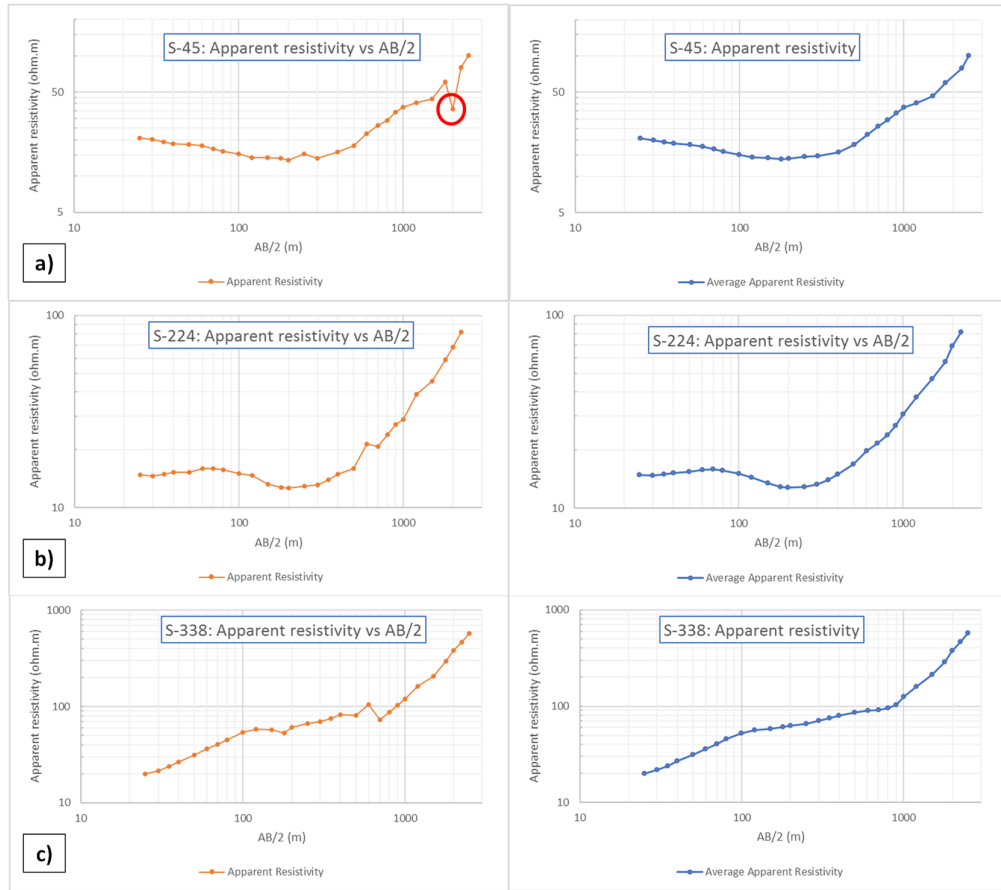 S-45: Apparent resistivity vs AB/2
Apparent resistivity (ohm.m)
50
5
10
100
1000
AB/2 (m)
Apparent Resistivity
a)
S-45: Apparent resistivity
Apparent resistivity (ohm.m)
50
5
10
100
1000
AB/2 (m)
Average Apparent Resistivity
S-224: Apparent resistivity vs AB/2
Apparent resistivity (ohm.m)
100
10
10
100
1000
AB/2 (m)
Apparent Resistivity
b)
S-224: Apparent resistivity vs AB/2
Apparent resistivity (ohm.m)
100
10
10
100
1000
AB/2 (m)
Average Apparent Resistivity
S-338: Apparent resistivity vs AB/2
Apparent resistivity (ohm.m)
1000
100
10
10
100
1000
AB/2 (m)
Apparent Resistivity
c)
S-338: Apparent resistivity
Apparent resistivity (ohm.m)
1000
100
10
10
100
1000
AB/2 (m)
Average Apparent Resistivity